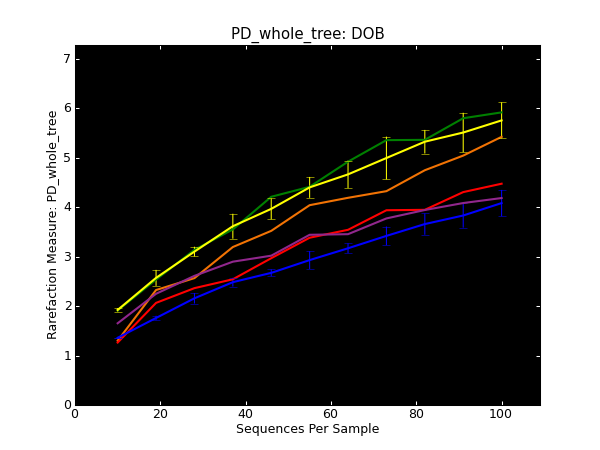 PD_whole_tree: DOB
7
6
5
4
3
2
1
0
Rarefaction Measure: PD_whole_tree
0 20 40 60 80 100
Sequences Per Sample